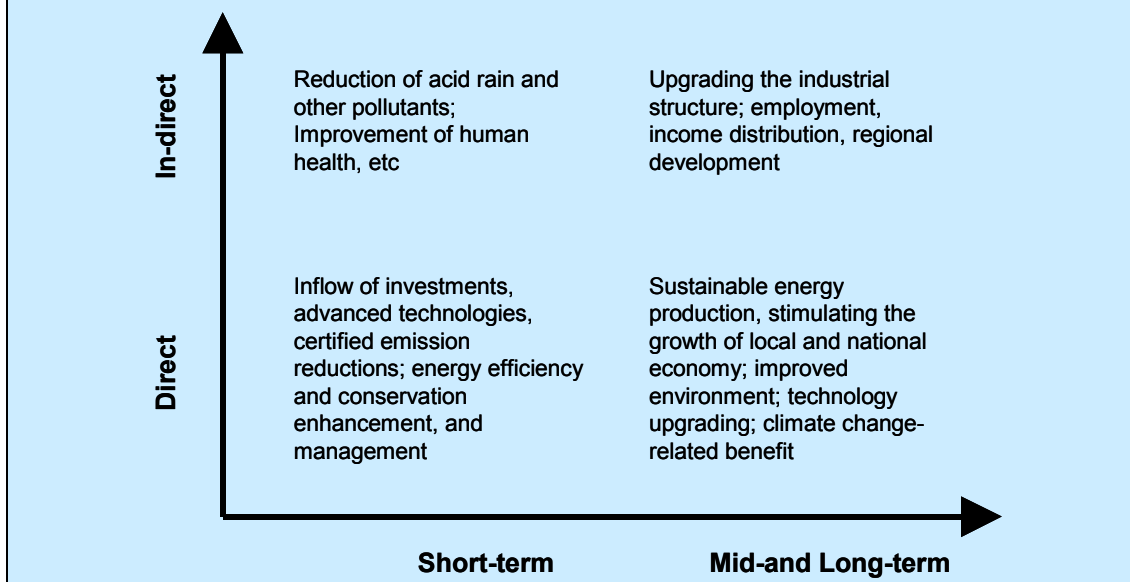 In-direct
Reduction of acid rain and
other pollutants;
Improvement of human
health, etc
Upgrading the industrial
structure; employment,
income distribution, regional
development
Direct
Inflow of investments,
advanced technologies,
certified emission
reductions; energy efficiency
and conservation
enhancement, and
management
Sustainable energy
production, stimulating the
growth of local and national
economy; improved
environment; technology
upgrading; climate change-
related benefit
Short-term
Mid-and Long-term